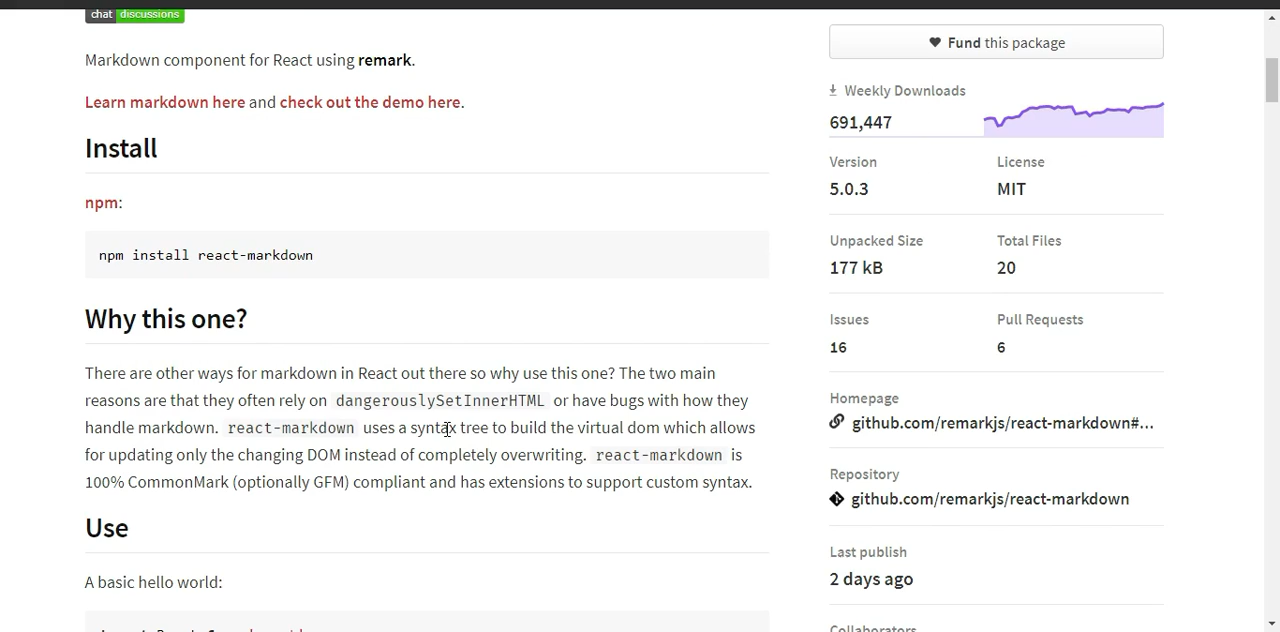 chat discussions
Markdown component for React using remark.
Learn markdown here and check out the demo here.
Install
npm:
npm install react-markdown
Why this one?
There are other ways for markdown in React out there so why use this one? The two main
reasons are that they often rely on dangerouslySetInnerHTML or have bugs with how they
handle markdown. react-markdown uses a syntax tree to build the virtual dom which allows
for updating only the changing DOM instead of completely overwriting. react-markdown is
100% CommonMark (optionally GFM) compliant and has extensions to support custom syntax.
Use
A basic hello world:
Fund this package
Weekly Downloads
691,447
Version
License
5.0.3
MIT
Unpacked Size
Total Files
177 kB
20
Issues
Pull Requests
16
6
Homepage
github.com/remarkjs/react-markdown#...
Repository
github.com/remarkjs/react-markdown
Last publish
2 days ago
Collaborators